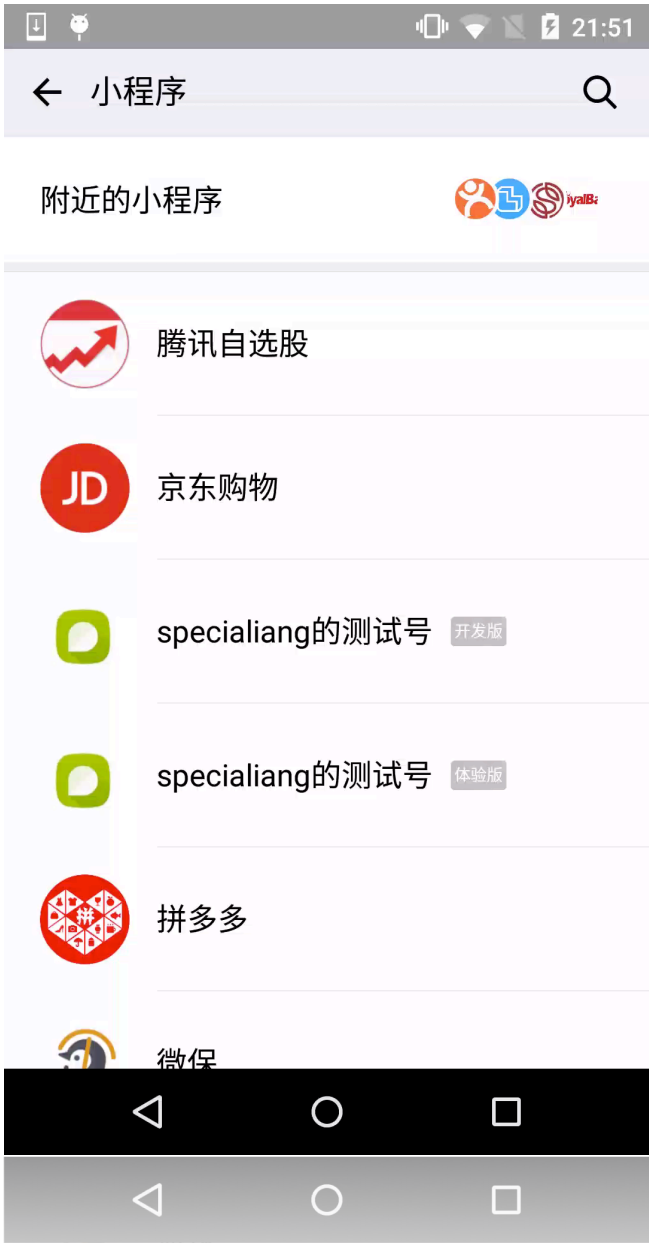 21:51
小程序
附近的小程序
yalBa
腾讯自选股
JD
京东购物
specialiang的测试号 开发版
specialiang的测试号 体验版
拼
拼多多
微保